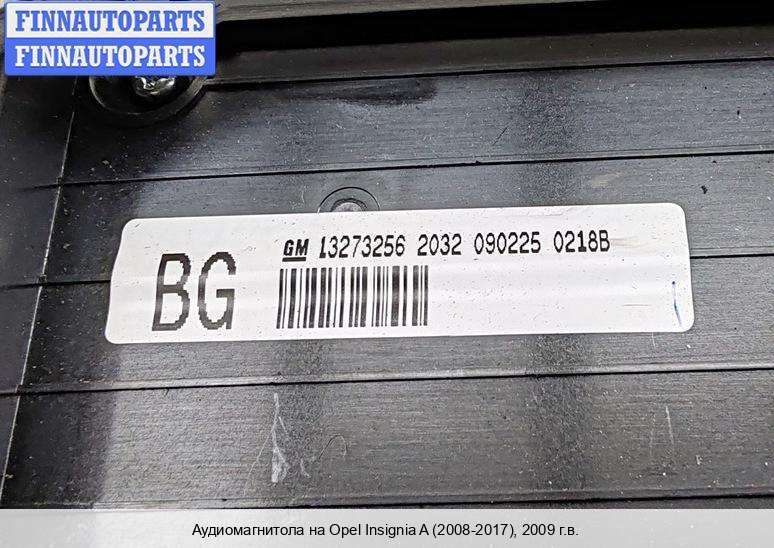 FINNAUTOPARTS
FINNAUTOPARTS
GM 13273256 2032 090225 0218B
BG
Аудиомагнитола на Opel Insignia A (2008-2017), 2009 г.в.